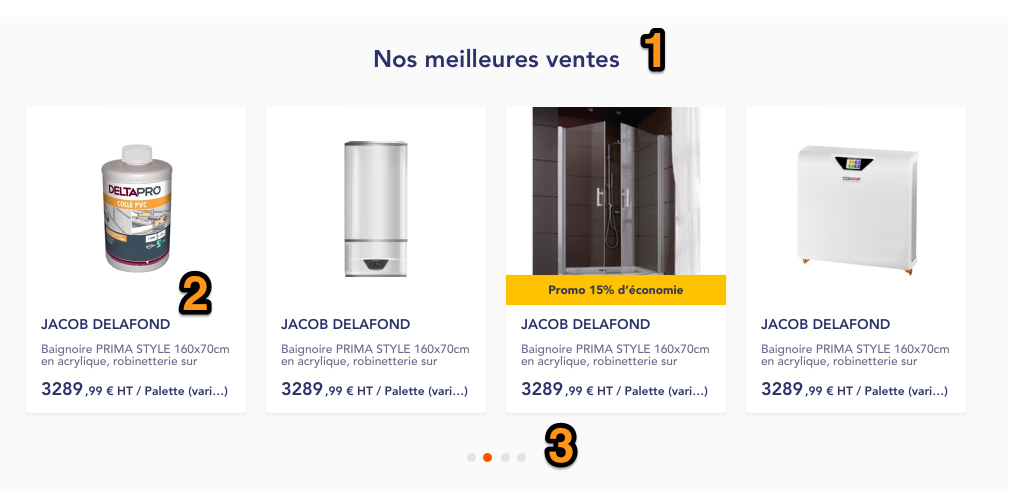 Nos meilleures ventes
1
DELTAPRO
COLLE PVC
COMAP
2
Promo 15% d'économie
JACOB DELAFOND
Baignoire PRIMA STYLE 160x70cm
en acrylique, robinetterie sur
3289,99 € HT / Palette (vari...)
JACOB DELAFOND
Baignoire PRIMA STYLE 160x70cm
en acrylique, robinetterie sur
3289,99 € HT / Palette (vari...)
JACOB DELAFOND
Baignoire PRIMA STYLE 160x70cm
en acrylique, robinetterie sur
3289,99 € HT / Palette (vari...)
JACOB DELAFOND
Baignoire PRIMA STYLE 160x70cm
en acrylique, robinetterie sur
3289,99 € HT / Palette (vari...)
3